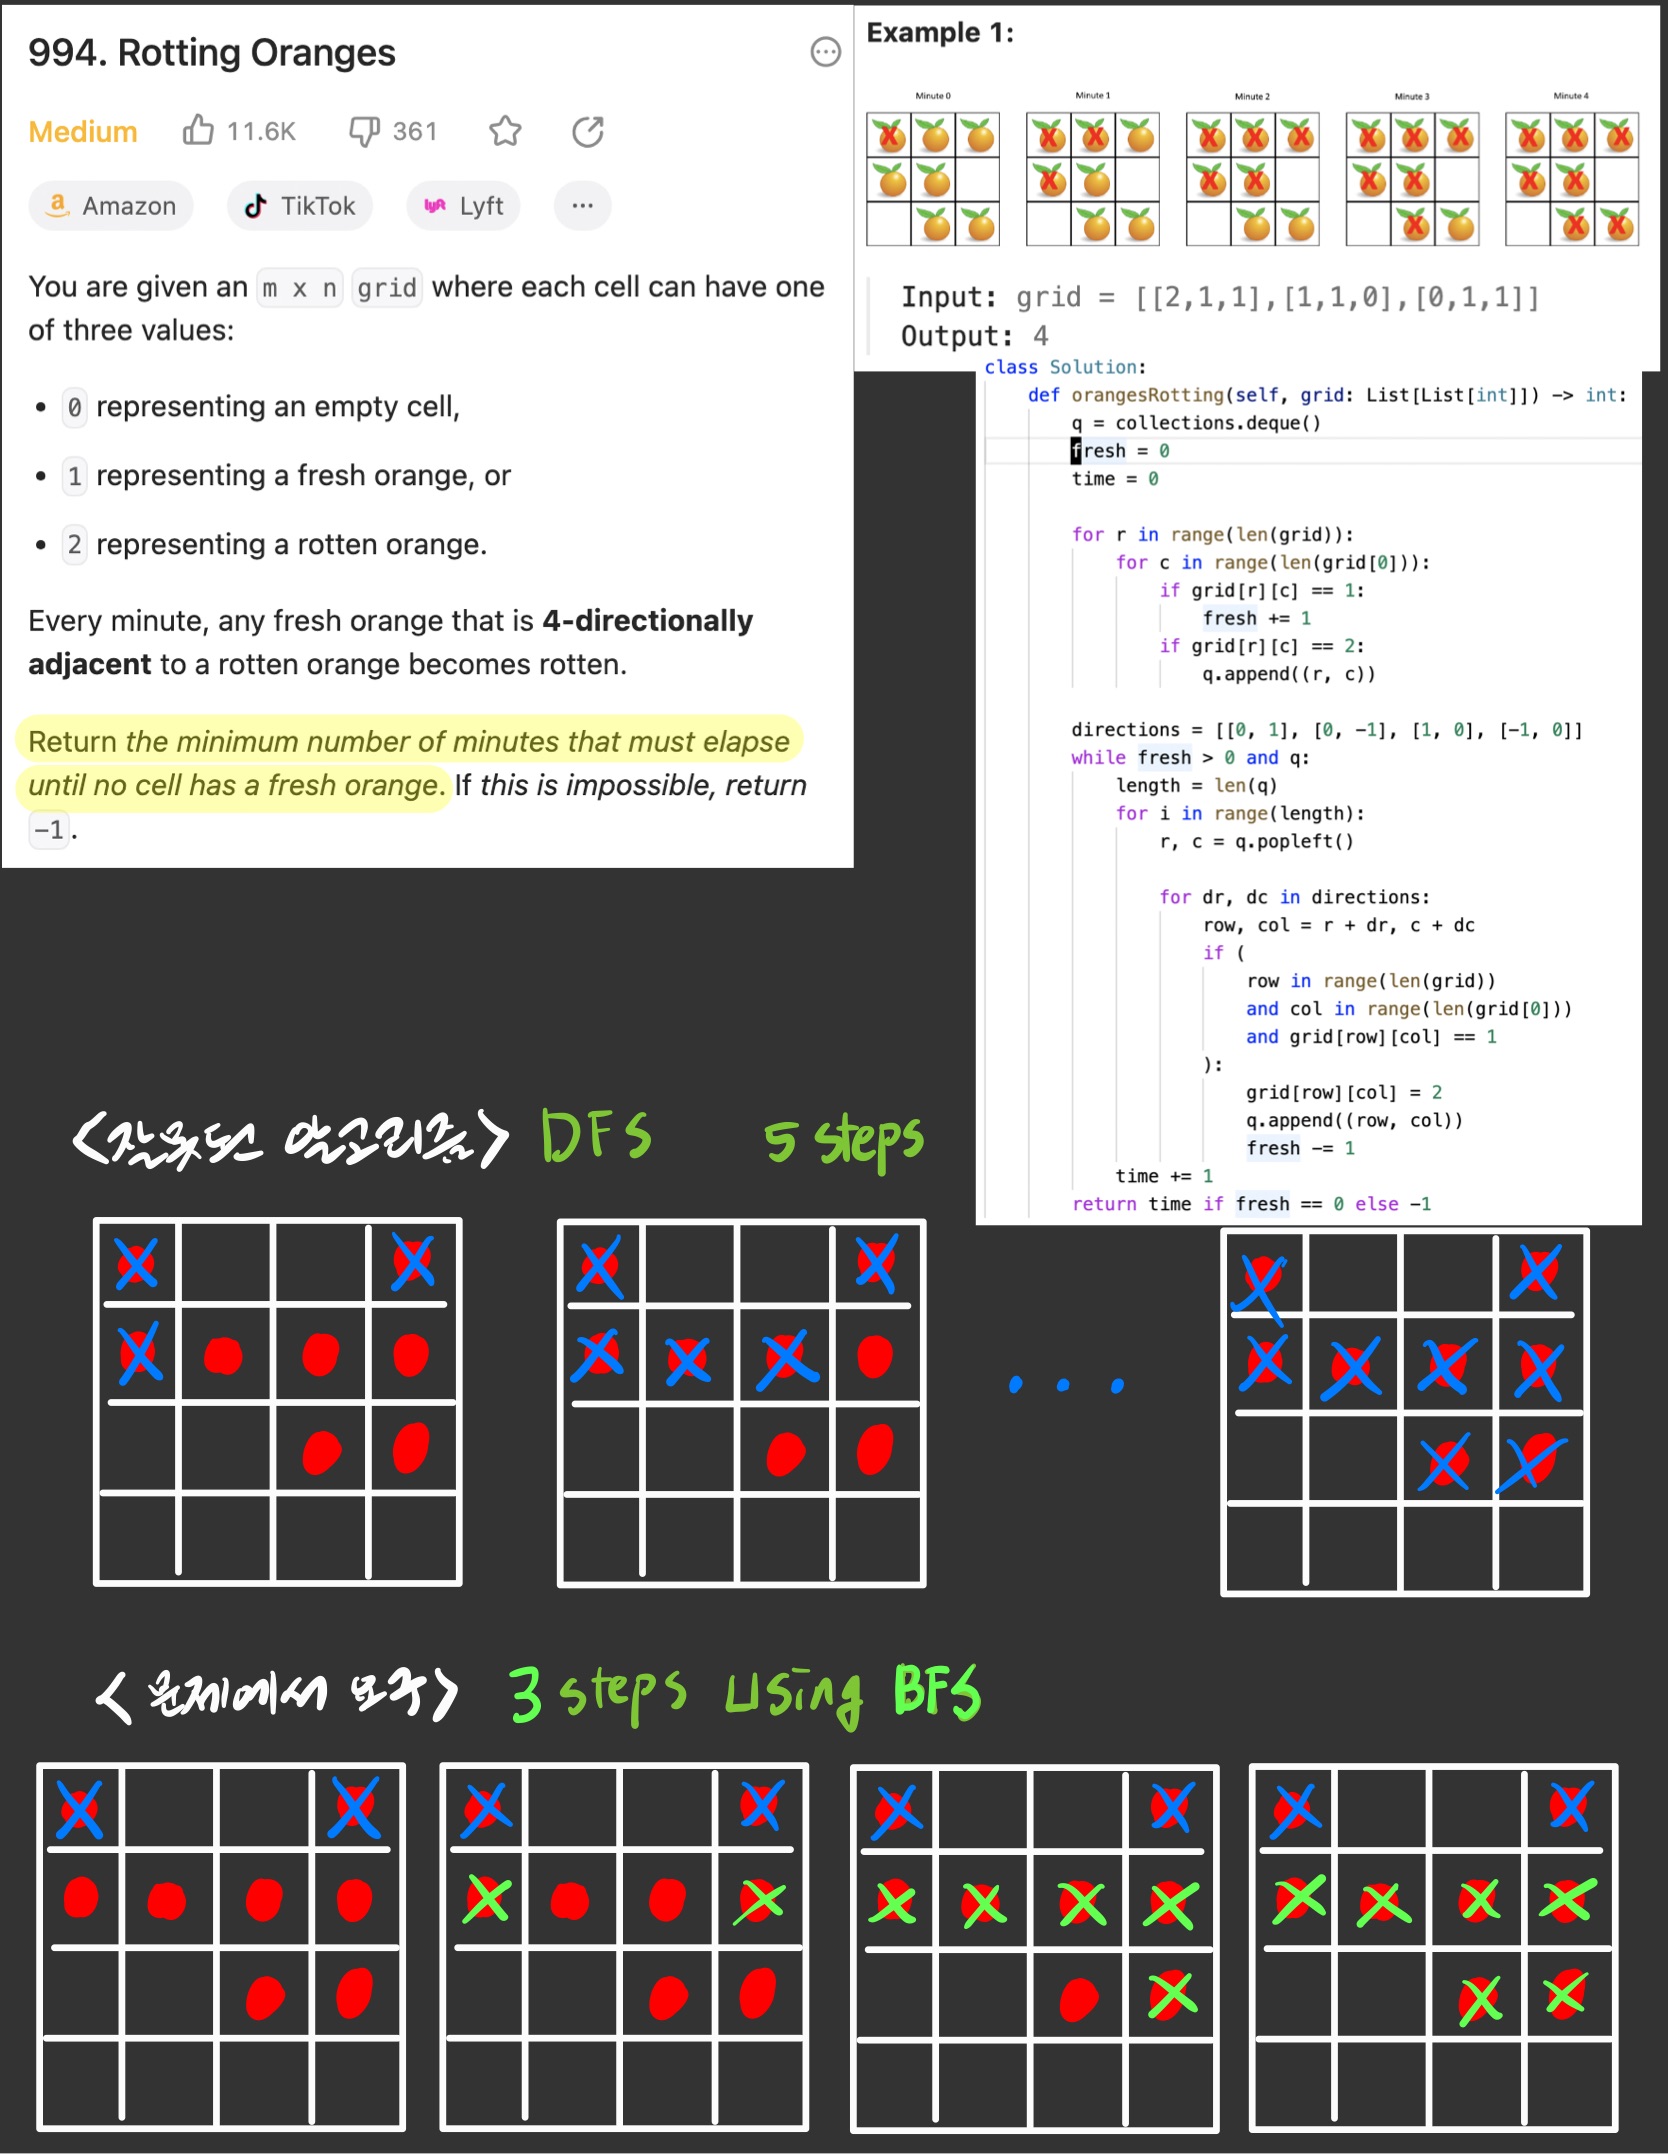 994. Rotting Oranges
Medium 11.6K 361
Amazon TikTok Lyft ...
You are given an m x n grid where each cell can have one
of three values:
• 0 representing an empty cell,
• 1 representing a fresh orange, or
• 2 representing a rotten orange.
Every minute, any fresh orange that is 4-directionally
adjacent to a rotten orange becomes rotten.
Return the minimum number of minutes that must elapse
until no cell has a fresh orange. If this is impossible, return
-1.
Example 1:
Minute 0 Minute 1 Minute 2 Minute 3 Minute 4
Input: grid = [[2,1,1],[1,1,0],[0,1,1]]
Output: 4
class Solution:
def orangesRotting(self, grid: List[List[int]]) -> int:
q = collections.deque()
fresh = 0
time = 0
for r in range(len(grid)):
for c in range(len(grid[0])):
if grid[r][c] == 1:
fresh += 1
if grid[r][c] == 2:
q.append((r, c))
directions = [[0, 1], [0, -1], [1, 0], [-1, 0]]
while fresh > 0 and q:
length = len(q)
for i in range(length):
r, c = q.popleft()
for dr, dc in directions:
row, col = r + dr, c + dc
if (
row in range(len(grid))
and col in range(len(grid[0]))
and grid[row][col] == 1
):
grid[row][col] = 2
q.append((row, col))
fresh -= 1
time += 1
return time if fresh == 0 else -1
<잘못된 알고리즘> DFS 5 steps
<문제에서 요구> 3 steps using BFS